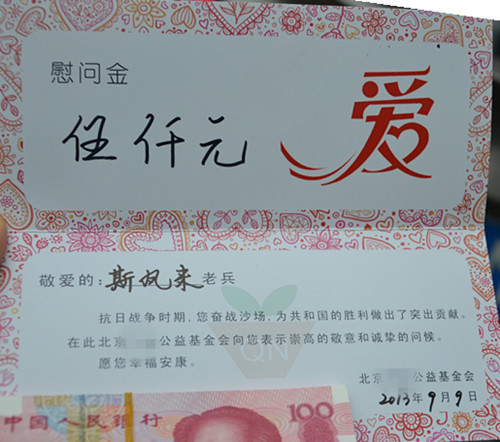 慰问金
伍仟元
爱
敬爱的:斯凤来老兵
抗日战争时期,您奋战沙场,为共和国的胜利做出了突出贡献。
在此北京 公益基金会向您表示崇高的敬意和诚挚的问候。
愿您幸福安康。
QN
北京 公益基金会
2013年9月9日
中国人民银行
100